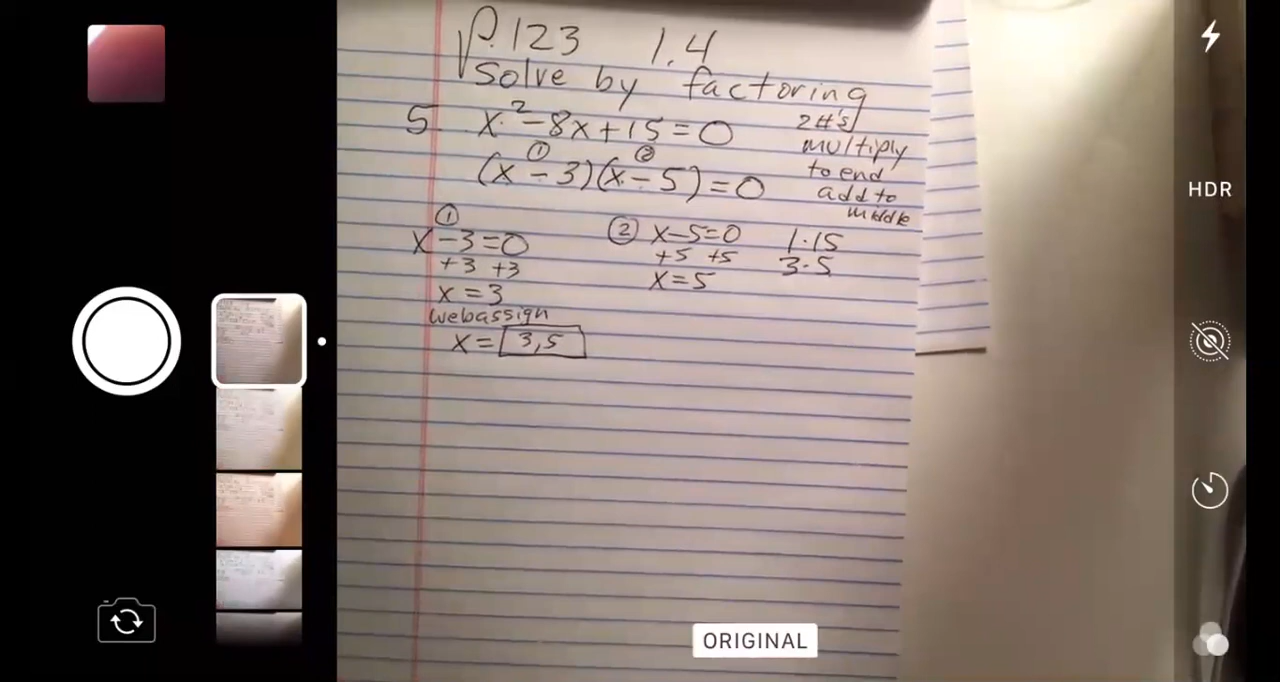 P. 123 1.4
Solve by factoring
5. x²-8x+15=0
① ②
(x-3)(x-5)=0
2#'s
multiply
to end
add to
middle
①
x-3=0
+3 +3
x=3
② x-5=0
+5 +5
x=5
1·15
3·5
webassign
x= 3,5
HDR
ORIGINAL